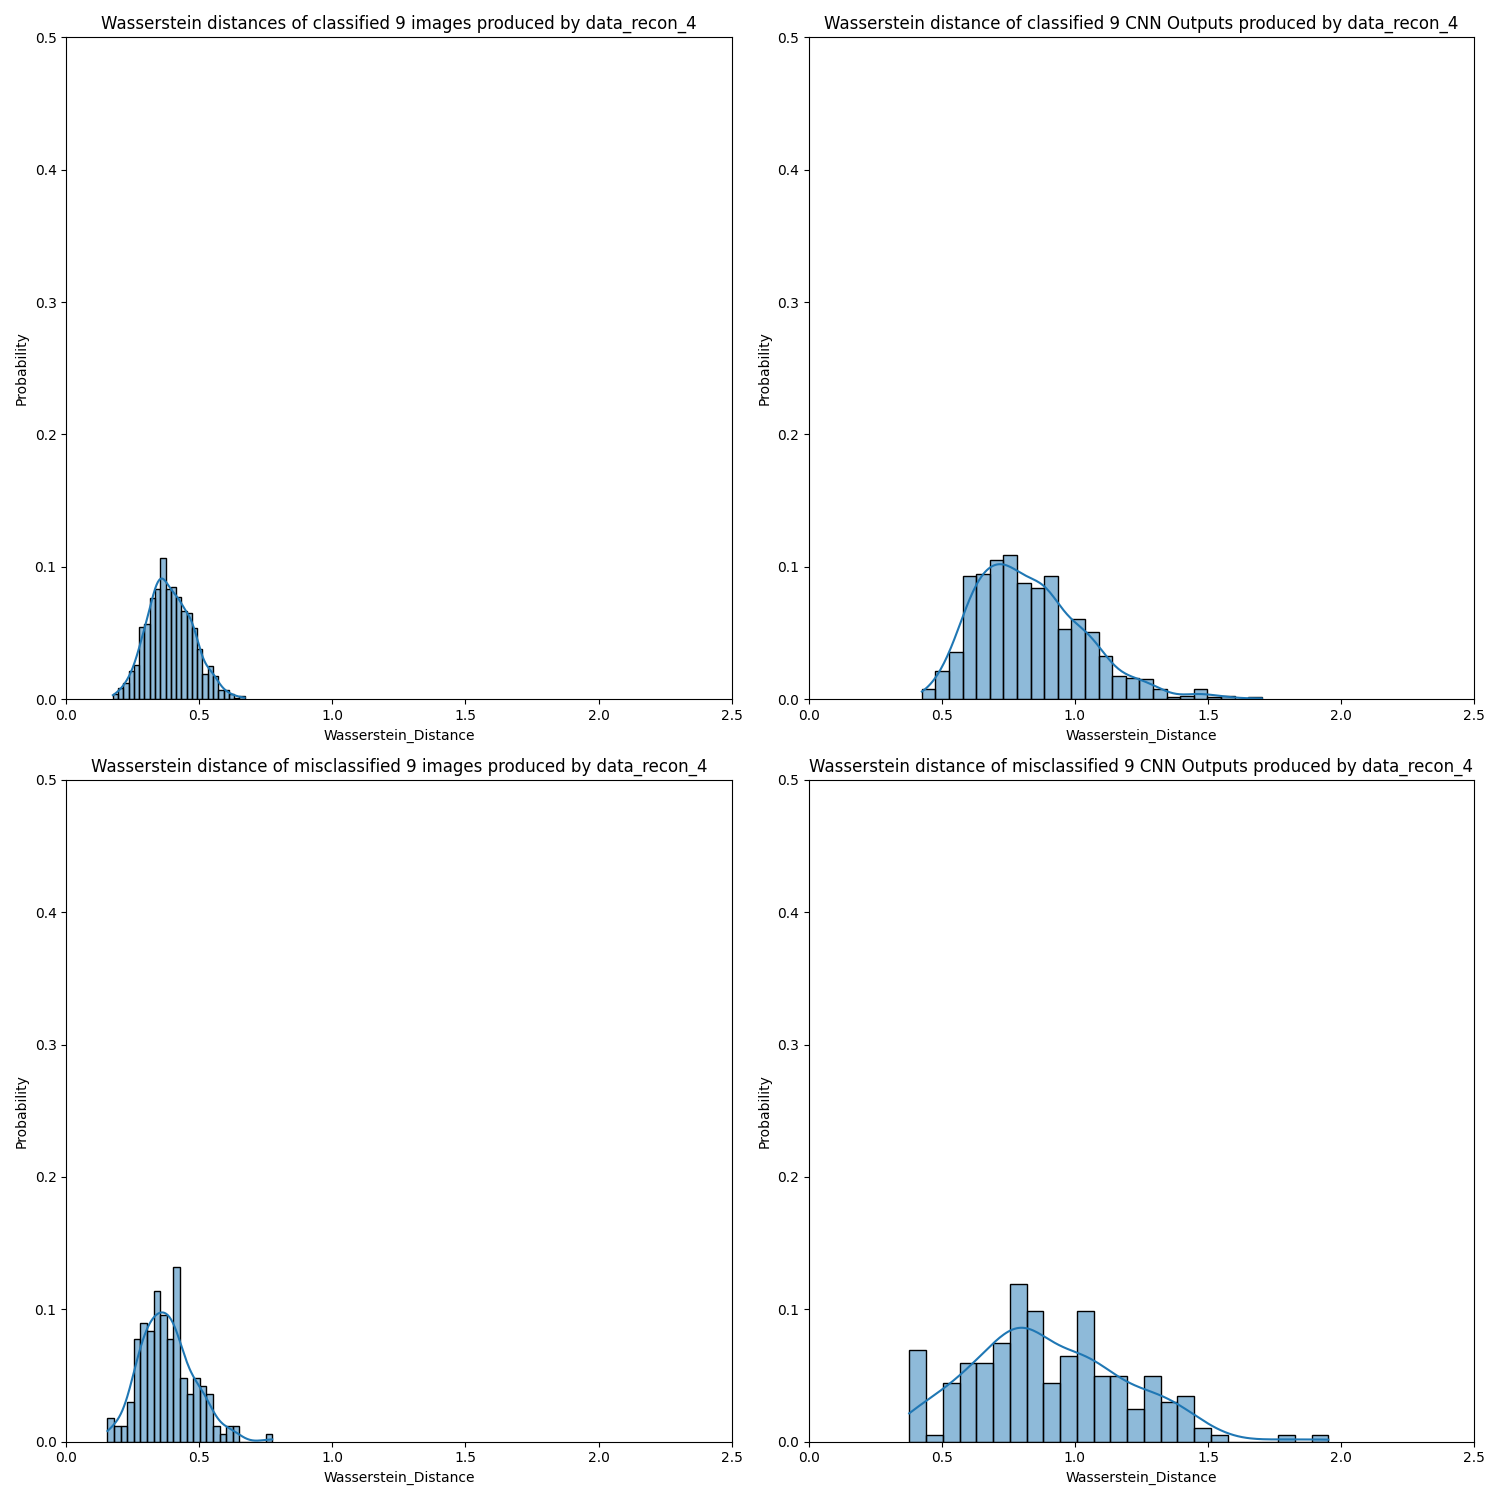 Wasserstein distances of classified 9 images produced by data_recon_4
0.5
0.4
0.3
0.2
0.1
0.0
Probability
0.0 0.5 1.0 1.5 2.0 2.5
Wasserstein_Distance
Wasserstein distance of classified 9 CNN Outputs produced by data_recon_4
0.5
0.4
0.3
0.2
0.1
0.0
Probability
0.0 0.5 1.0 1.5 2.0 2.5
Wasserstein_Distance
Wasserstein distance of misclassified 9 images produced by data_recon_4
0.5
0.4
0.3
0.2
0.1
0.0
Probability
0.0 0.5 1.0 1.5 2.0 2.5
Wasserstein_Distance
Wasserstein distance of misclassified 9 CNN Outputs produced by data_recon_4
0.5
0.4
0.3
0.2
0.1
0.0
Probability
0.0 0.5 1.0 1.5 2.0 2.5
Wasserstein_Distance